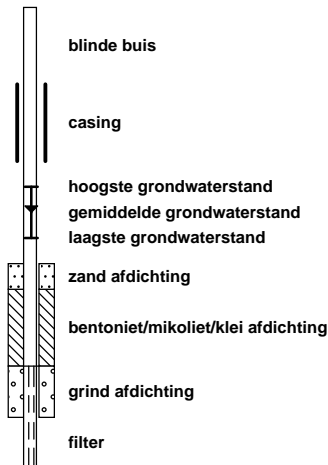 blinde buis
casing
hoogste grondwaterstand
gemiddelde grondwaterstand
laagste grondwaterstand
zand afdichting
bentoniet/mikoliet/klei afdichting
grind afdichting
filter